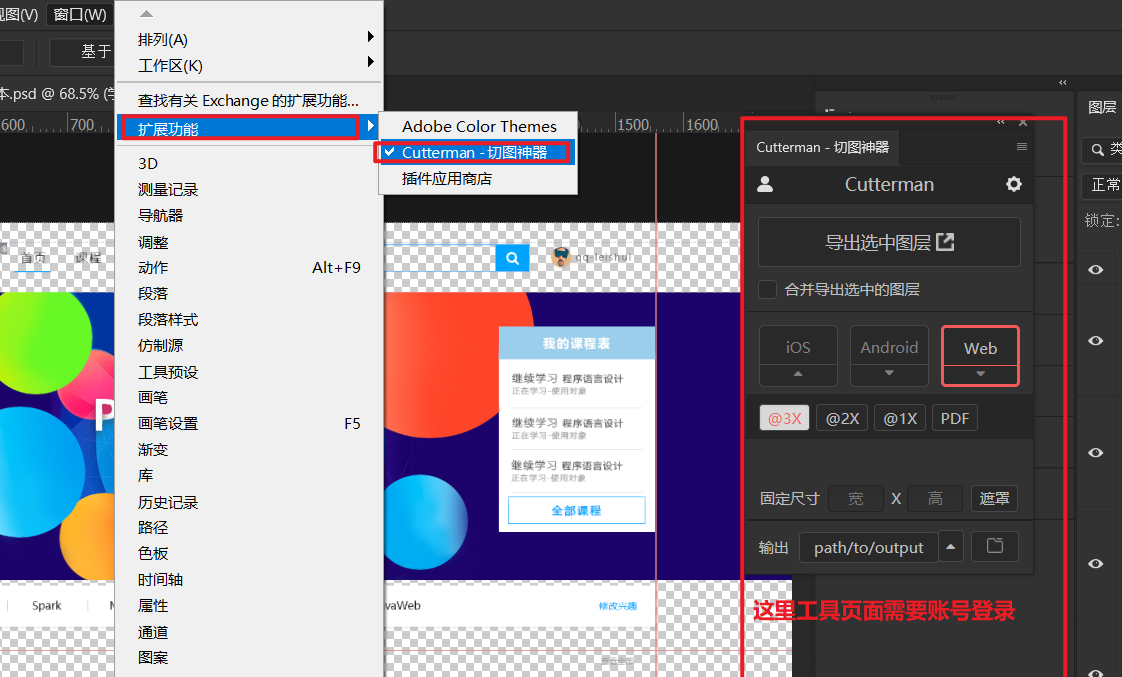 视图(V) 窗口(W)
基于
本.psd @ 68.5% (学
600 700 1500 1600
排列(A)
工作区(K)
查找有关 Exchange 的扩展功能...
扩展功能
3D
测量记录
导航器
调整
动作 Alt+F9
段落
段落样式
仿制源
工具预设
画笔
画笔设置 F5
渐变
库
历史记录
路径
色板
时间轴
属性
通道
图案
Adobe Color Themes
Cutterman - 切图神器
插件应用商店
首页 课程
qq-leishui
我的课程表
继续学习 程序语言设计
正在学习-使用对象
继续学习 程序语言设计
正在学习-使用对象
继续学习 程序语言设计
正在学习-使用对象
全部课程
P
Spark
vaWeb
修改兴趣
Cutterman - 切图神器
Cutterman
导出选中图层
合并导出选中的图层
iOS Android Web
@3X @2X @1X PDF
固定尺寸 宽 X 高 遮罩
输出 path/to/output
这里工具页面需要账号登录
图层
类
正常
锁定: